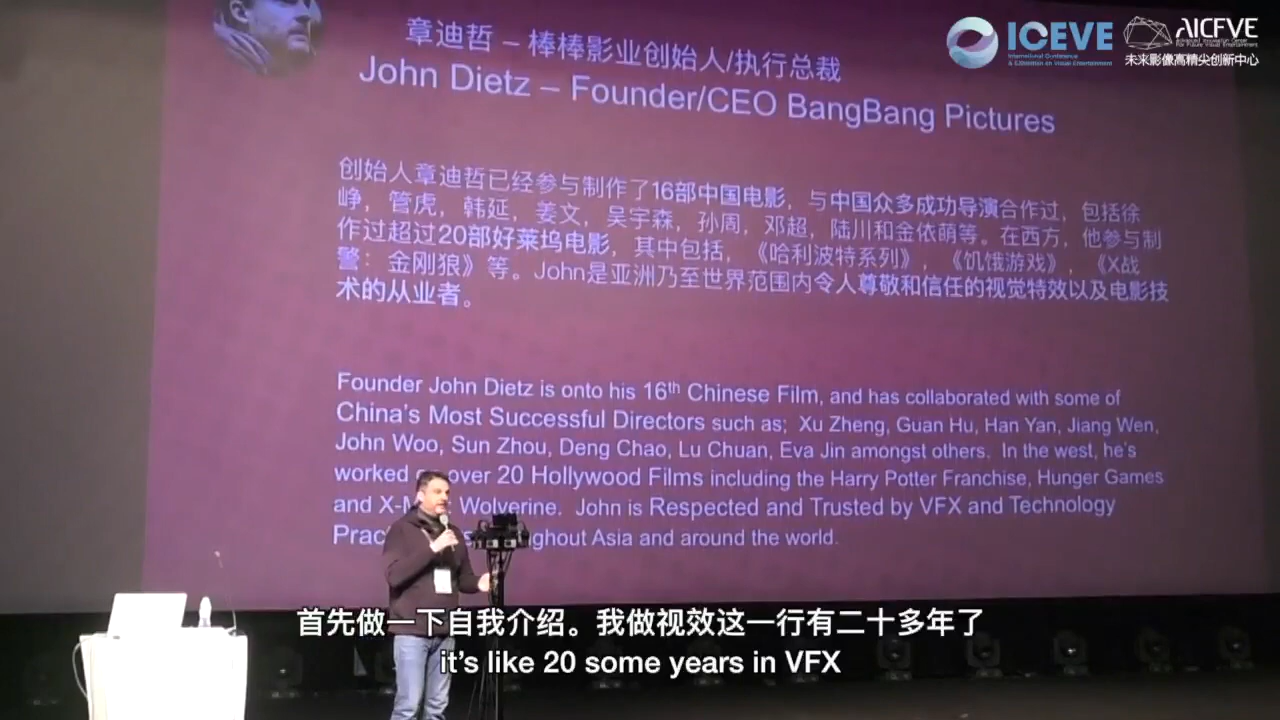 ICEVE
International Conference
& Exhibition on Visual Entertainment
AICFVE
Advanced Innovation Center
For Future Visual Entertainment
未来影像高精尖创新中心
章迪哲 – 棒棒影业创始人/执行总裁
John Dietz – Founder/CEO BangBang Pictures
创始人章迪哲已经参与制作了16部中国电影，与中国众多成功导演合作过，包括徐
峥，管虎，韩延，姜文，吴宇森，孙周，邓超，陆川和金依萌等。在西方，他参与制
作过超过20部好莱坞电影，其中包括，《哈利波特系列》，《饥饿游戏》，《X战
警：金刚狼》等。John是亚洲乃至世界范围内令人尊敬和信任的视觉特效以及电影技
术的从业者。
Founder John Dietz is onto his 16th Chinese Film, and has collaborated with some of
China's Most Successful Directors such as; Xu Zheng, Guan Hu, Han Yan, Jiang Wen,
John Woo, Sun Zhou, Deng Chao, Lu Chuan, Eva Jin amongst others. In the west, he's
worked over 20 Hollywood Films including the Harry Potter Franchise, Hunger Games
and Wolverine. John is Respected and Trusted by VFX and Technology
Asia and around the world.
首先做一下自我介绍。我做视效这一行有二十多年了
it's like 20 some years in VFX